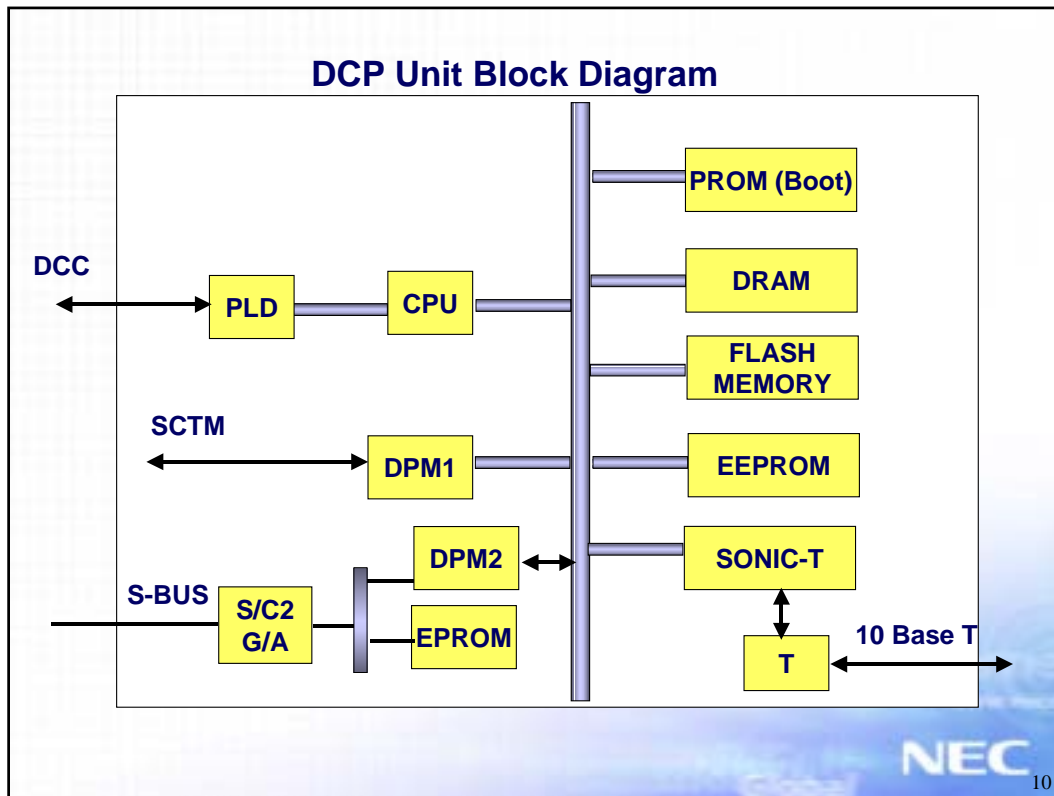 DCP Unit Block Diagram
PROM (Boot)
DCC
PLD
CPU
DRAM
FLASH
MEMORY
SCTM
DPM1
EEPROM
DPM2
SONIC-T
S-BUS
S/C2
G/A
EPROM
10 Base T
T
NEC
Global
10